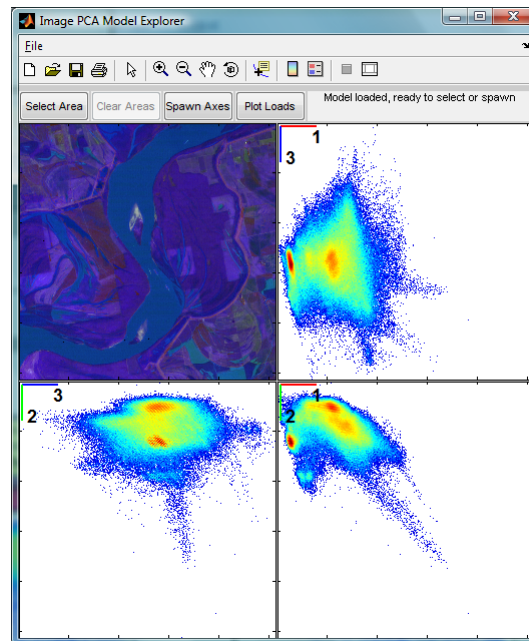 Image PCA Model Explorer
File
Select Area
Clear Areas
Spawn Axes
Plot Loads
Model loaded, ready to select or spawn
1
3
3
2
1
2